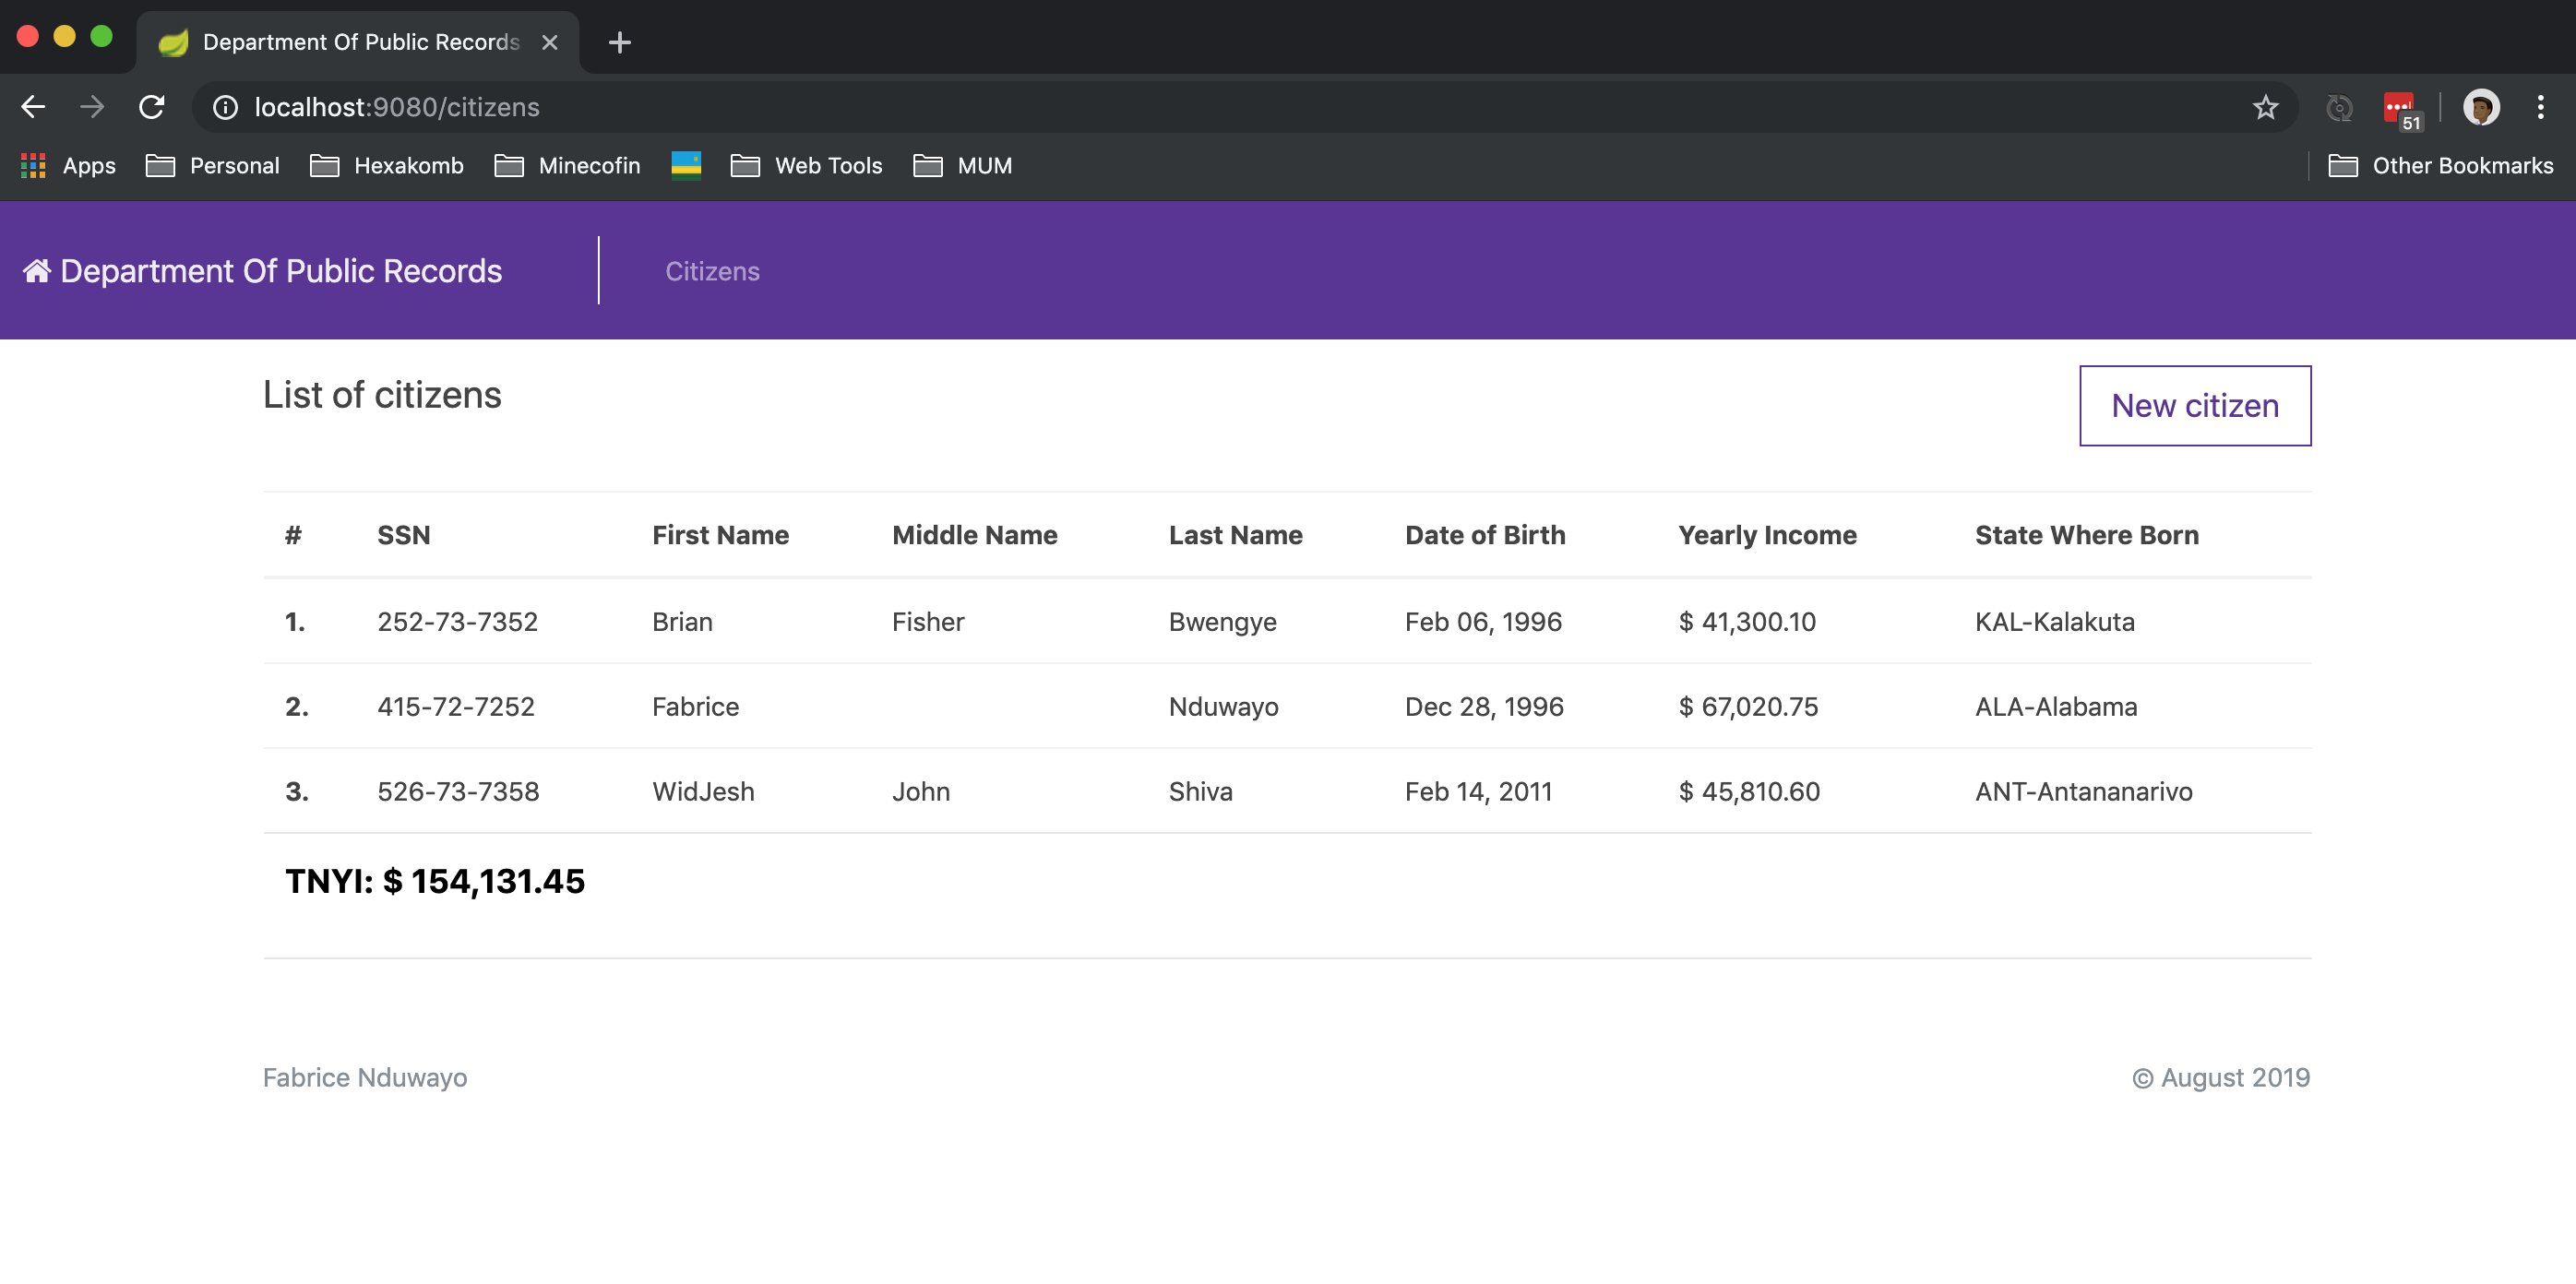 Department Of Public Records
localhost:9080/citizens
51
Apps Personal Hexakomb Minecofin Web Tools MUM Other Bookmarks
Department Of Public Records Citizens
List of citizens New citizen
# SSN First Name Middle Name Last Name Date of Birth Yearly Income State Where Born
1. 252-73-7352 Brian Fisher Bwengye Feb 06, 1996 $ 41,300.10 KAL-Kalakuta
2. 415-72-7252 Fabrice Nduwayo Dec 28, 1996 $ 67,020.75 ALA-Alabama
3. 526-73-7358 WidJesh John Shiva Feb 14, 2011 $ 45,810.60 ANT-Antananarivo
TNYI: $ 154,131.45
Fabrice Nduwayo © August 2019